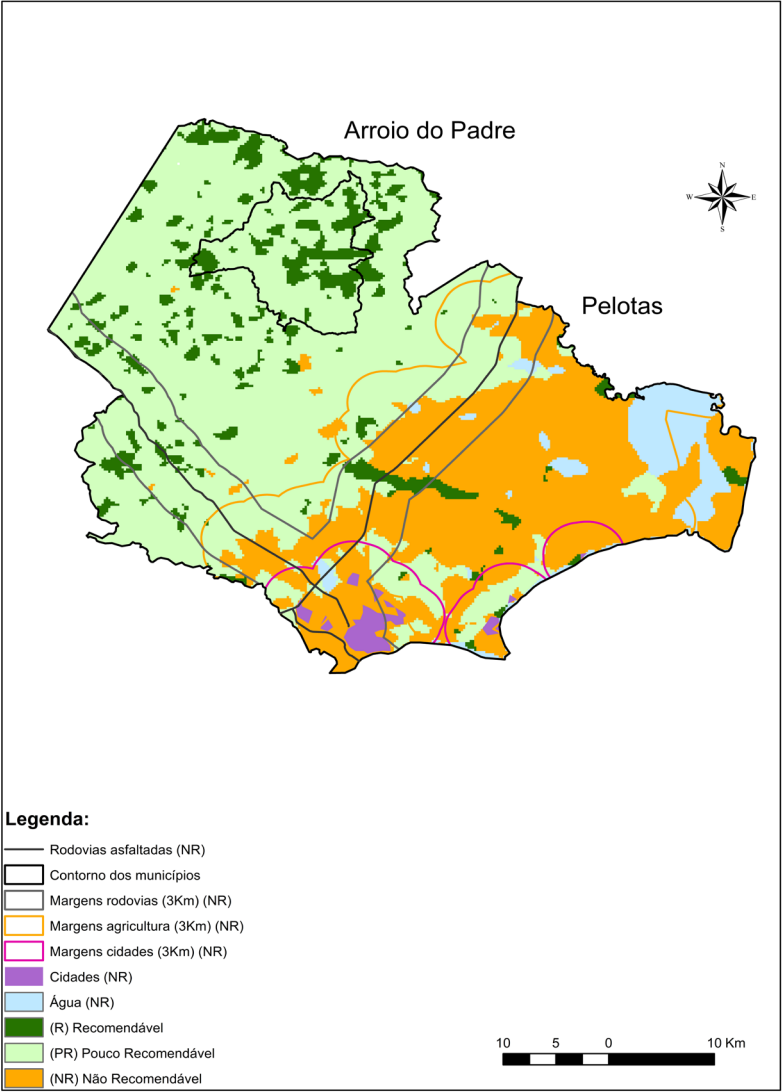 Arroio do Padre
N
W
E
S
Pelotas
Legenda:
Rodovias asfaltadas (NR)
Contorno dos municípios
Margens rodovias (3Km) (NR)
Margens agricultura (3Km) (NR)
Margens cidades (3Km) (NR)
Cidades (NR)
Água (NR)
(R) Recomendável
(PR) Pouco Recomendável
(NR) Não Recomendável
10 5 0 10 Km